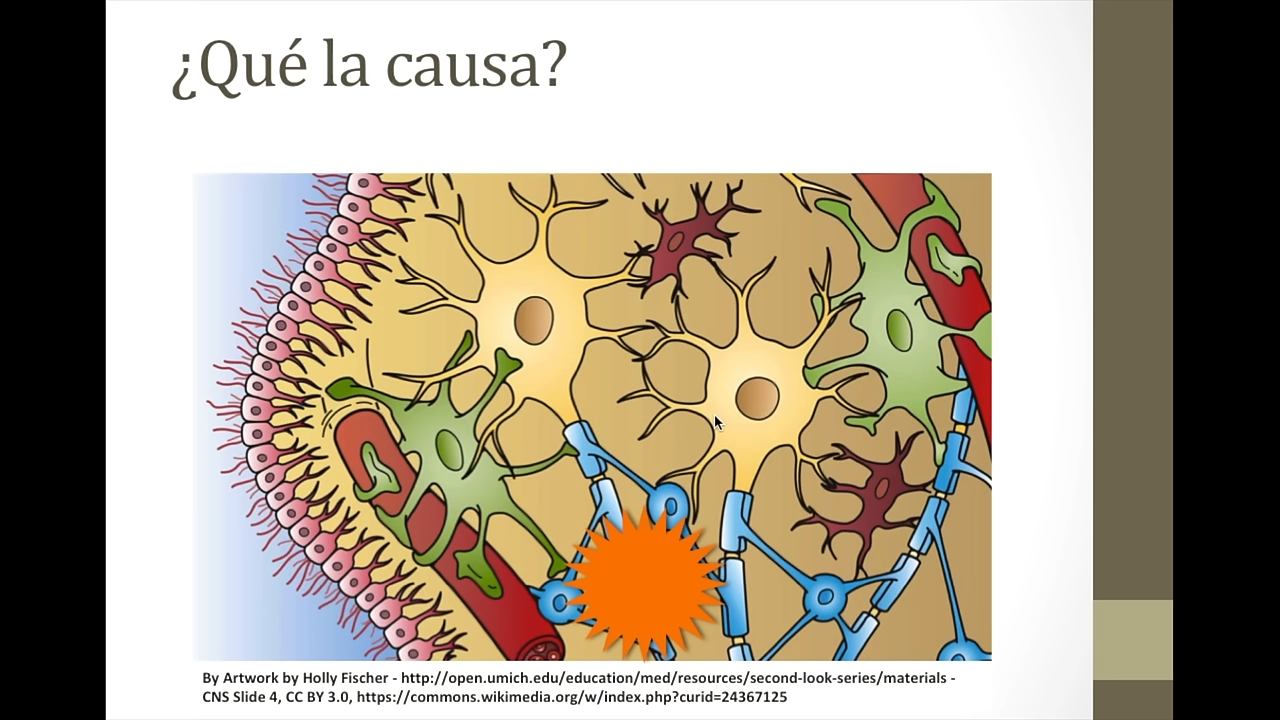 ¿Qué la causa?
By Artwork by Holly Fischer - http://open.umich.edu/education/med/resources/second-look-series/materials -
CNS Slide 4, CC BY 3.0, https://commons.wikimedia.org/w/index.php?curid=24367125